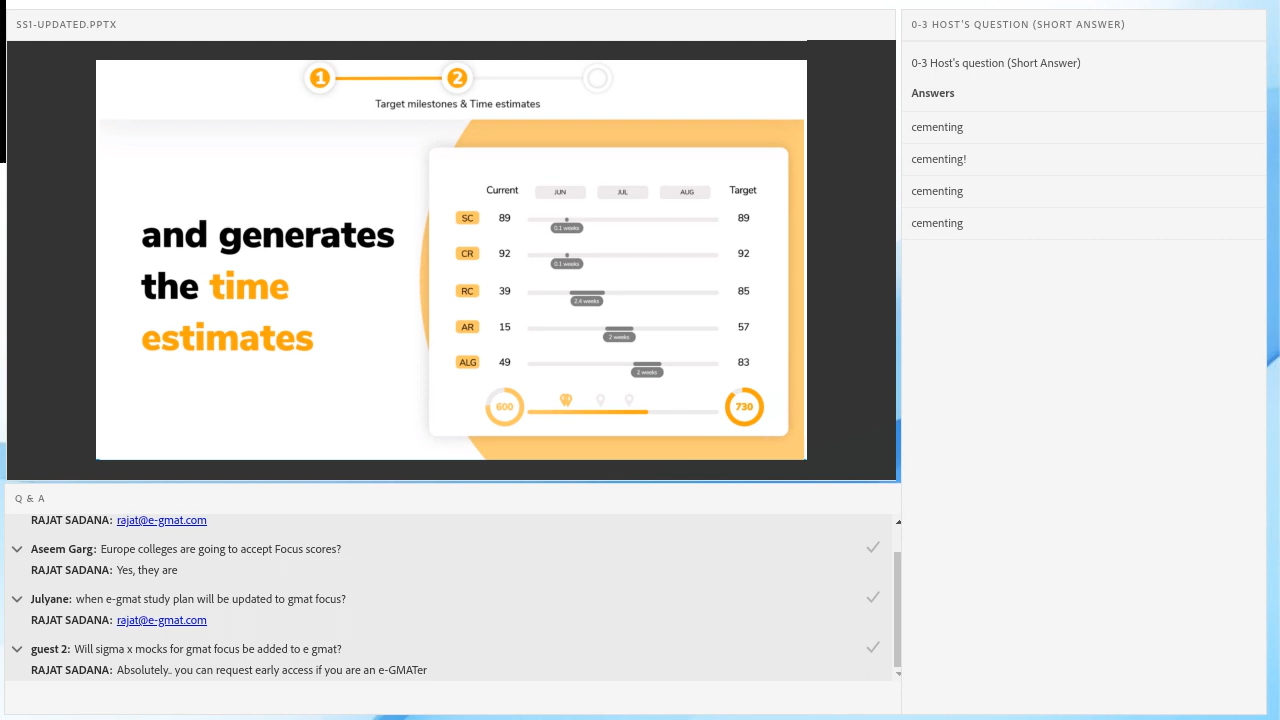 SS1-UPDATED.PPTX
1 2
Target milestones & Time estimates
and generates
the time
estimates
Current JUN JUL AUG Target
SC 89 89
0.1 weeks
CR 92 92
0.1 weeks
RC 39 85
2.4 weeks
AR 15 57
2 weeks
ALG 49 83
2 weeks
600 730
Q & A
RAJAT SADANA: rajat@e-gmat.com
Aseem Garg: Europe colleges are going to accept Focus scores?
RAJAT SADANA: Yes, they are
Julyane: when e-gmat study plan will be updated to gmat focus?
RAJAT SADANA: rajat@e-gmat.com
guest 2: Will sigma x mocks for gmat focus be added to e gmat?
RAJAT SADANA: Absolutely.. you can request early access if you are an e-GMATer
0-3 HOST'S QUESTION (SHORT ANSWER)
0-3 Host's question (Short Answer)
Answers
cementing
cementing!
cementing
cementing